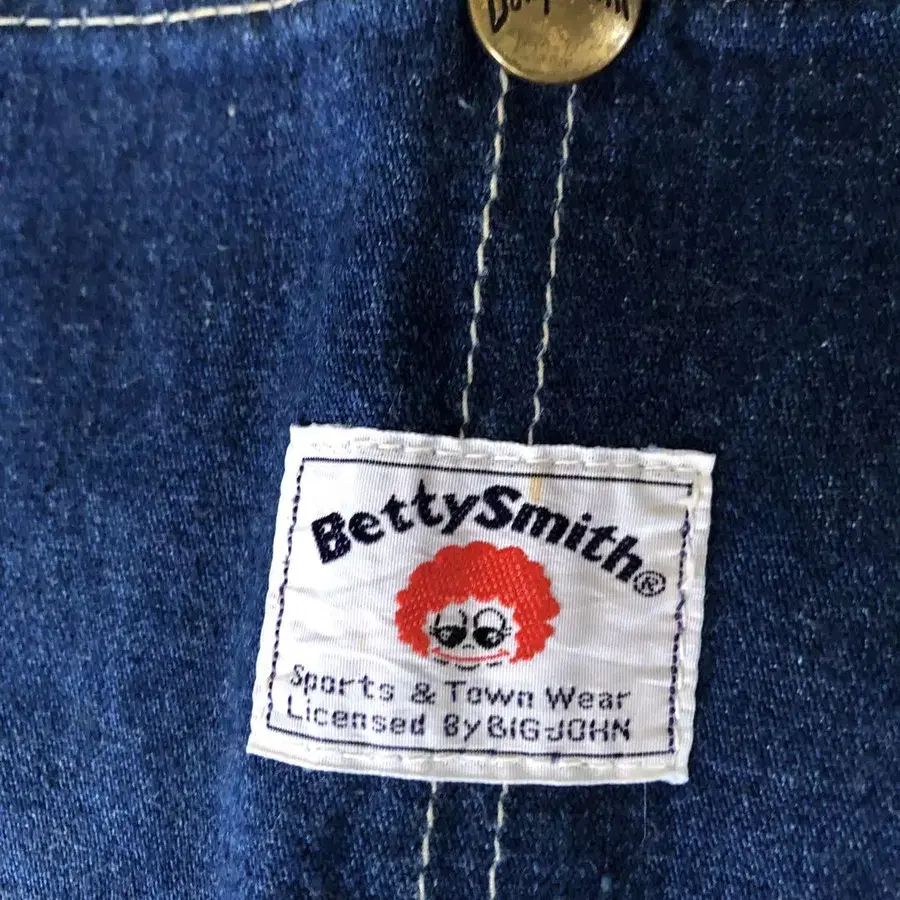 BettySmith®
Sports & Town Wear
Licensed By BIG-JOHN